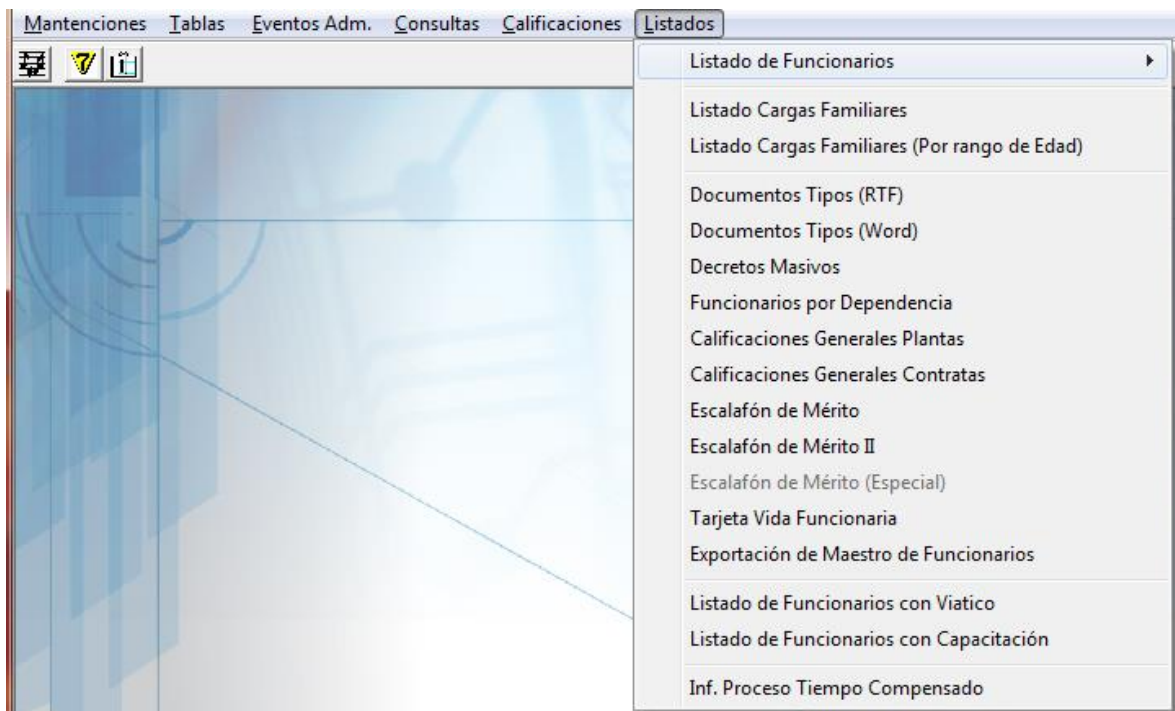 Mantenciones Tablas Eventos Adm. Consultas Calificaciones Listados
Listado de Funcionarios
Listado Cargas Familiares
Listado Cargas Familiares (Por rango de Edad)
Documentos Tipos (RTF)
Documentos Tipos (Word)
Decretos Masivos
Funcionarios por Dependencia
Calificaciones Generales Plantas
Calificaciones Generales Contratas
Escalafón de Mérito
Escalafón de Mérito II
Escalafón de Mérito (Especial)
Tarjeta Vida Funcionaria
Exportación de Maestro de Funcionarios
Listado de Funcionarios con Viatico
Listado de Funcionarios con Capacitación
Inf. Proceso Tiempo Compensado